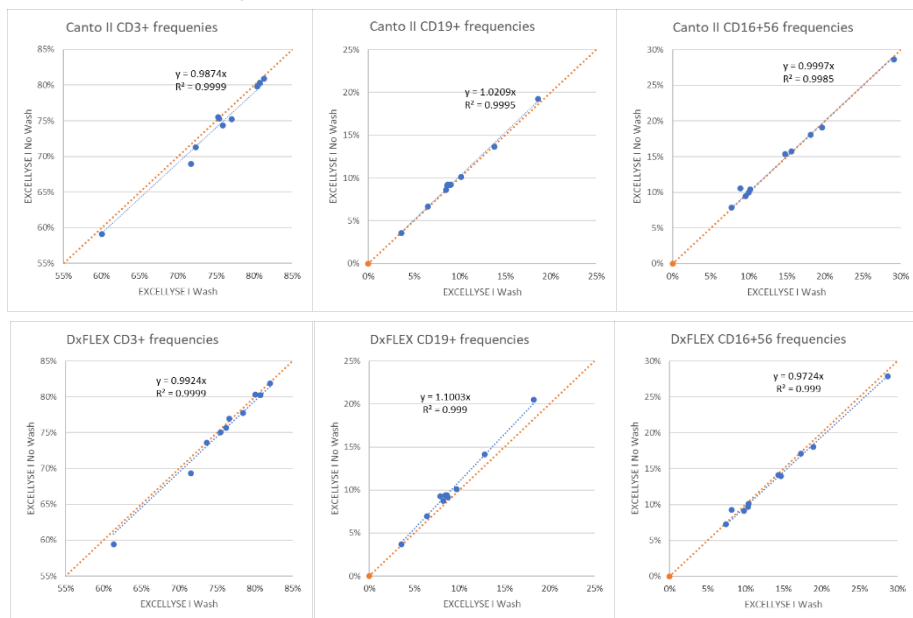 Canto II CD3+ frequenies
85%
80%
75%
70%
65%
60%
55%
55% 60% 65% 70% 75% 80% 85%
EXCELLYSE I No Wash
EXCELLYSE I Wash
y = 0.9874x
R² = 0.9999
Canto II CD19+ frequencies
25%
20%
15%
10%
5%
0%
0% 5% 10% 15% 20% 25%
EXCELLYSE I No Wash
EXCELLYSE I Wash
y = 1.0209x
R² = 0.9995
Canto II CD16+56 frequencies
30%
25%
20%
15%
10%
5%
0%
0% 5% 10% 15% 20% 25% 30%
EXCELLYSE I No Wash
EXCELLYSE I Wash
y = 0.9997x
R² = 0.9985
DxFLEX CD3+ frequencies
85%
80%
75%
70%
65%
60%
55%
55% 60% 65% 70% 75% 80% 85%
EXCELLYSE I No Wash
EXCELLYSE I Wash
y = 0.9924x
R² = 0.9999
DxFLEX CD19+ frequencies
25%
20%
15%
10%
5%
0%
0% 5% 10% 15% 20% 25%
EXCELLYSE I No Wash
EXCELLYSE I Wash
y = 1.1003x
R² = 0.999
DxFLEX CD16+56 frequencies
30%
25%
20%
15%
10%
5%
0%
0% 5% 10% 15% 20% 25% 30%
EXCELLYSE I No Wash
EXCELLYSE I Wash
y = 0.9724x
R² = 0.999